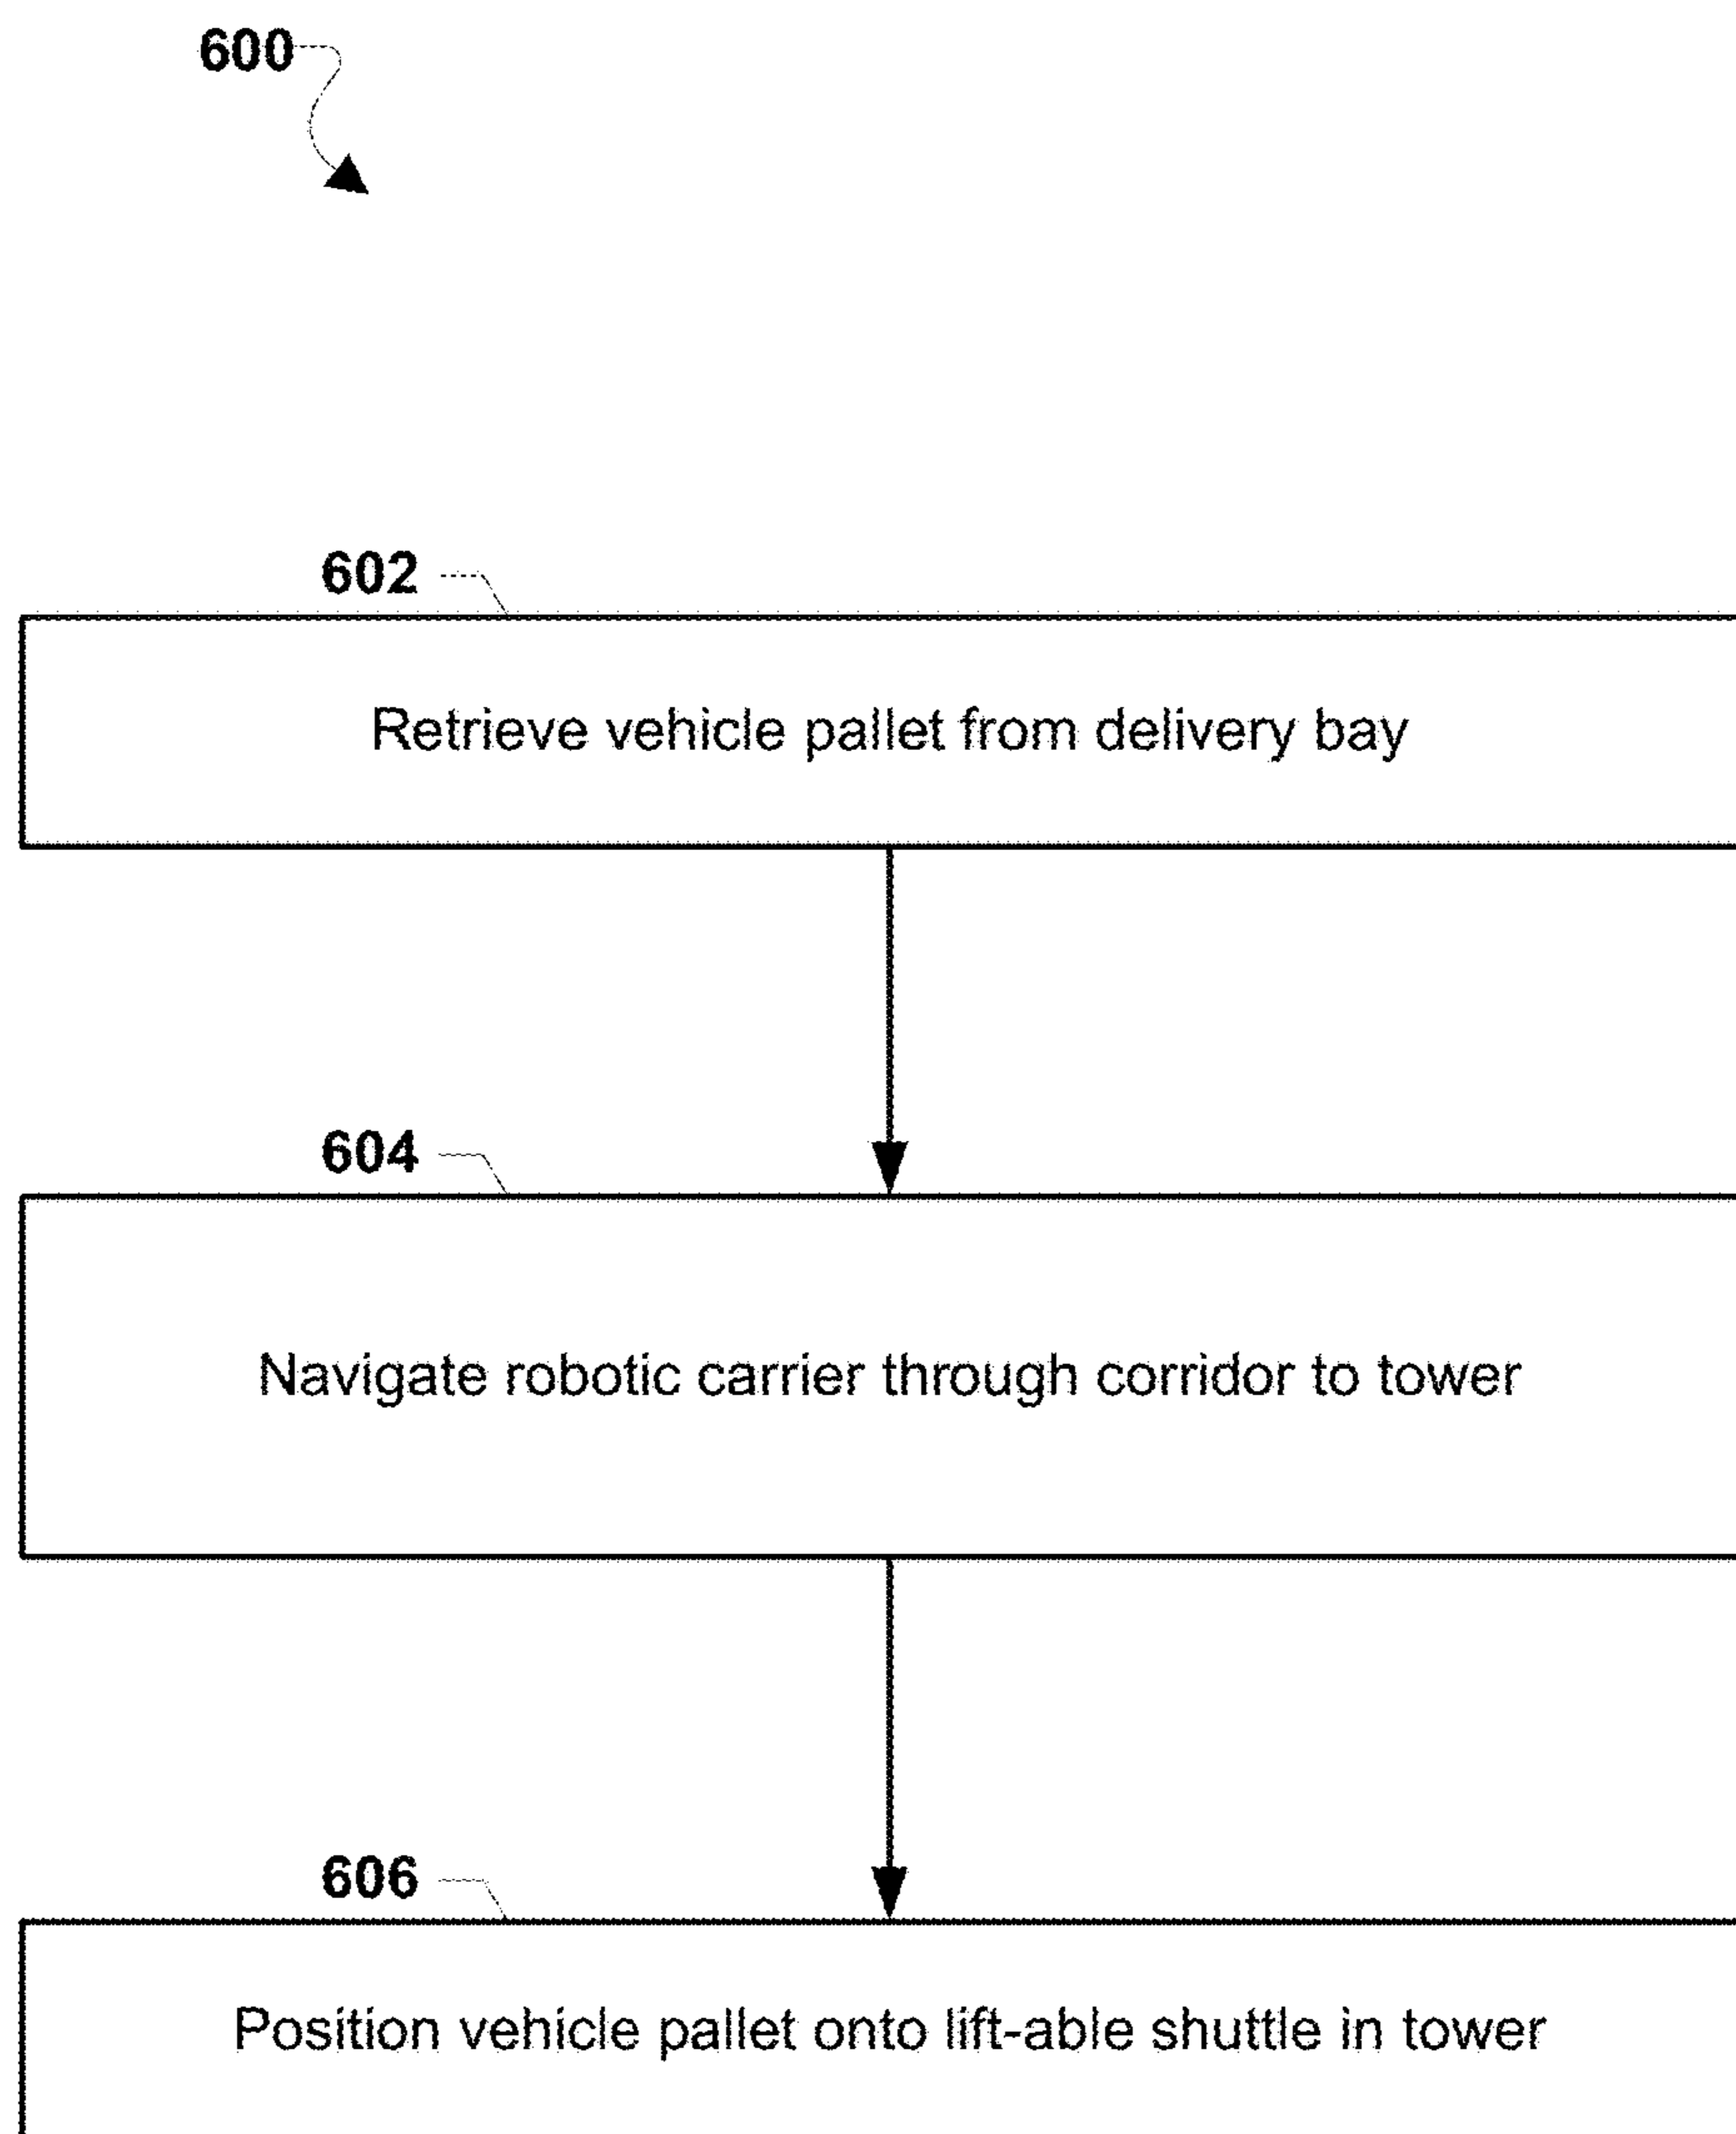 600
602
Retrieve vehicle pallet from delivery bay
604
Navigate robotic carrier through corridor to tower
606
Position vehicle pallet onto lift-able shuttle in tower